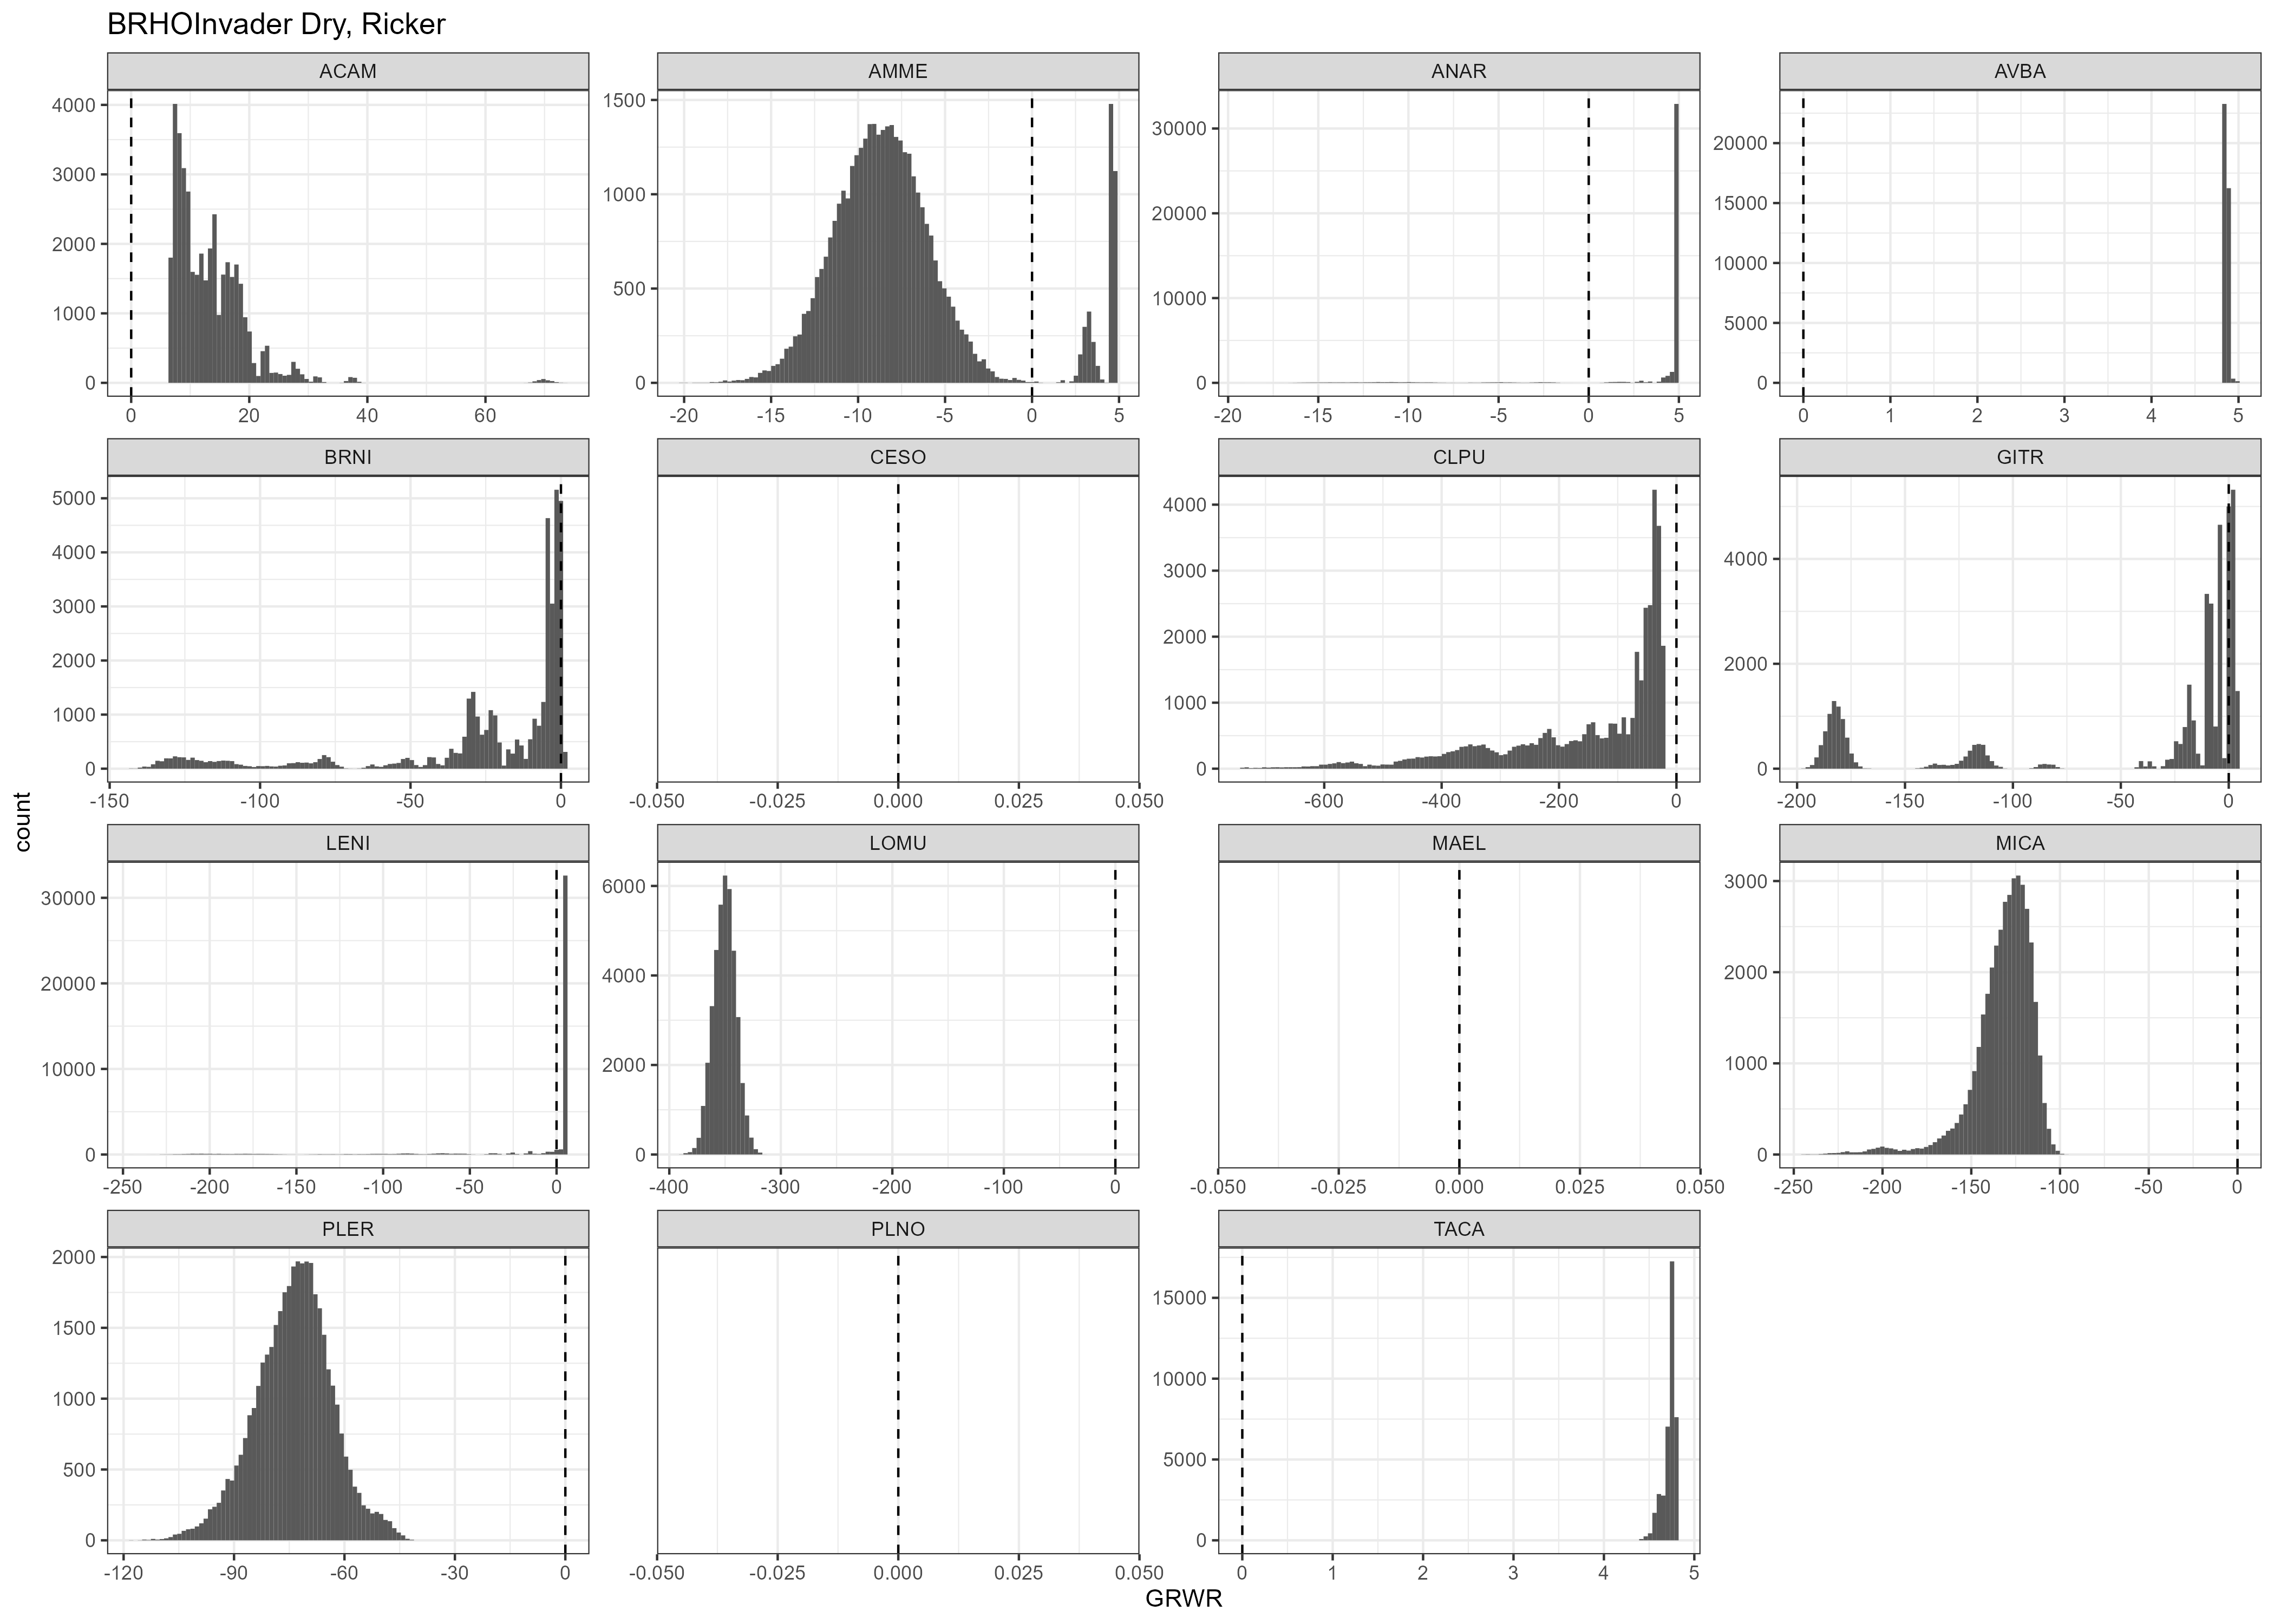 BRHOInvader Dry, Ricker
ACAM
AMME
ANAR
AVBA
4000
3000
2000
1000
0
0 20 40 60
1500
1000
500
0
-20 -15 -10 -5 0 5
30000
20000
10000
0
-20 -15 -10 -5 0 5
20000
15000
10000
5000
0
0 1 2 3 4 5
BRNI
CESO
CLPU
GITR
5000
4000
3000
2000
1000
0
-150 -100 -50 0
-0.050 -0.025 0.000 0.025 0.050
4000
3000
2000
1000
0
-600 -400 -200 0
4000
2000
0
-200 -150 -100 -50 0
count
LENI
LOMU
MAEL
MICA
30000
20000
10000
0
-250 -200 -150 -100 -50 0
6000
4000
2000
0
-400 -300 -200 -100 0
-0.050 -0.025 0.000 0.025 0.050
3000
2000
1000
0
-250 -200 -150 -100 -50 0
PLER
PLNO
TACA
2000
1500
1000
500
0
-120 -90 -60 -30 0
-0.050 -0.025 0.000 0.025 0.050
15000
10000
5000
0
0 1 2 3 4 5
GRWR